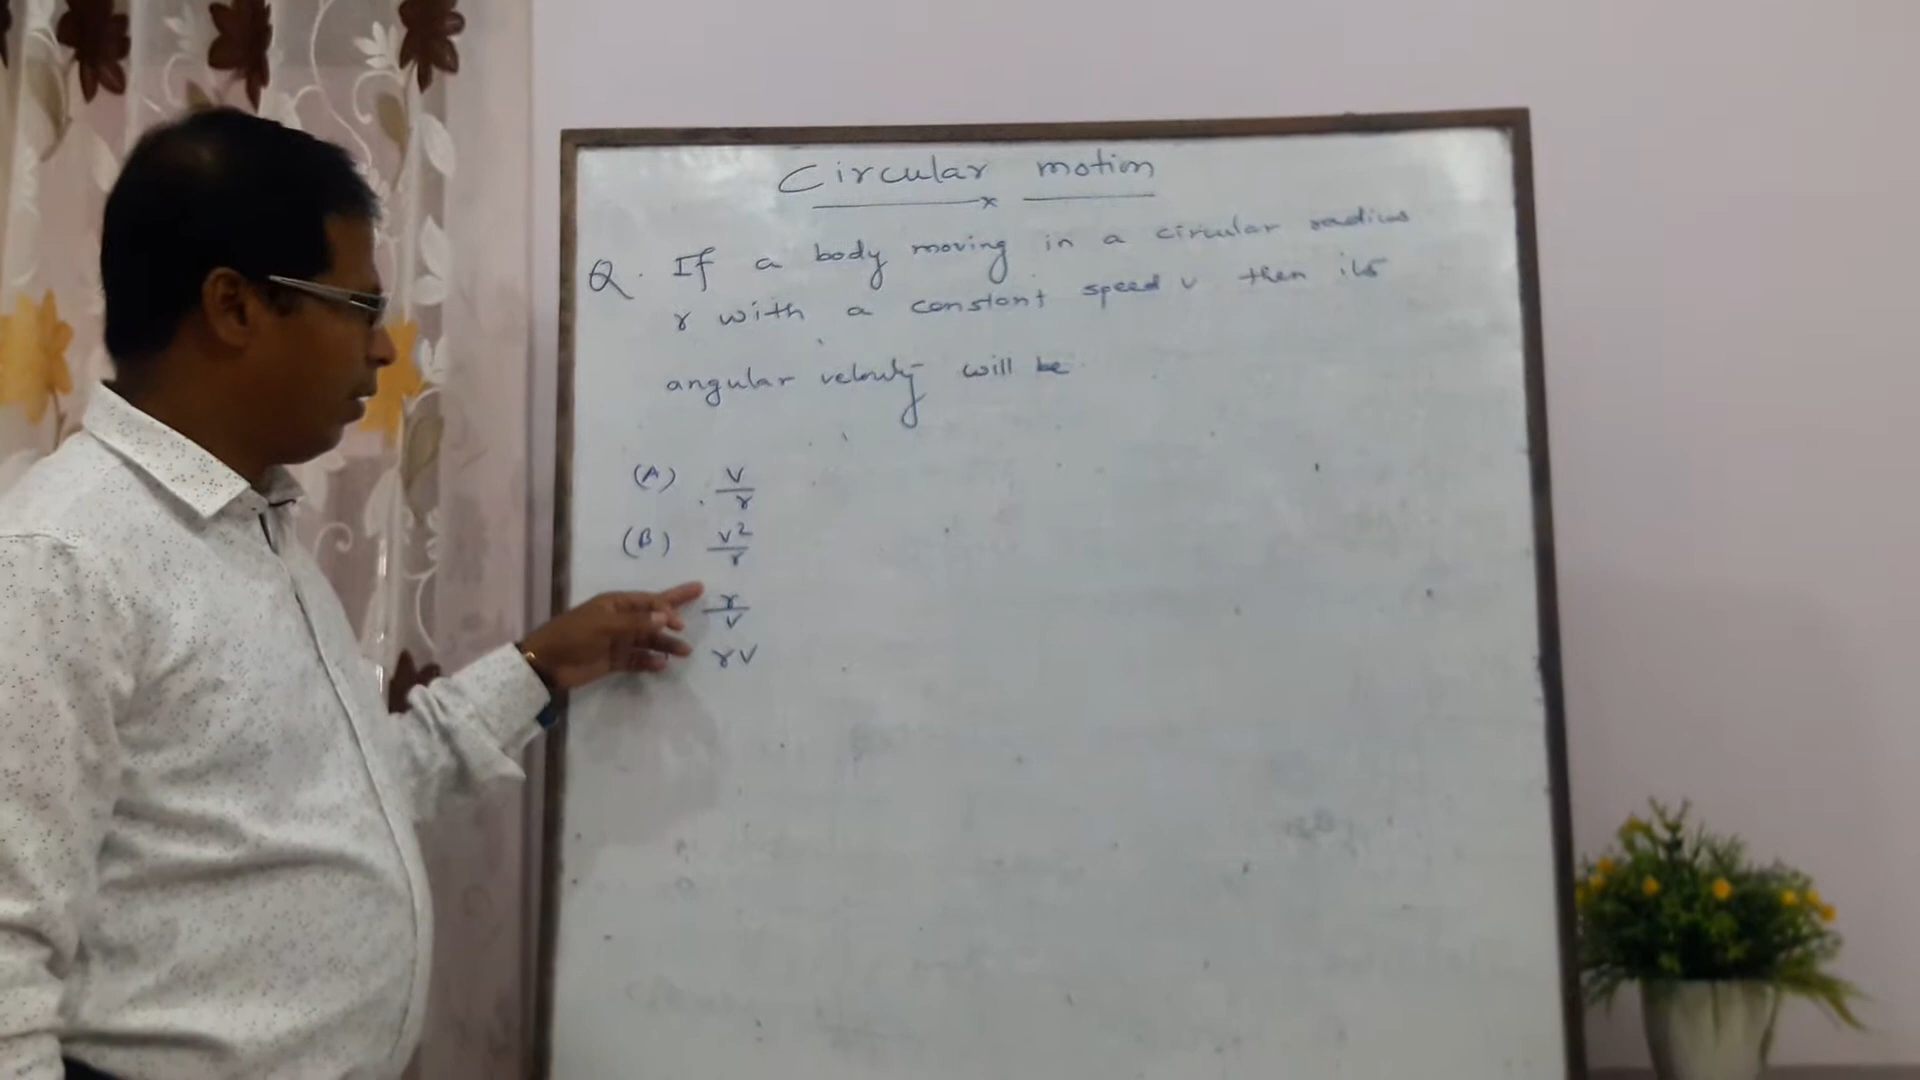 Circular motion
Q. If a body moving in a circular radius
r with a constant speed v then its
angular velocity will be
(A) v/r
(B) v²/r
r/v
rv